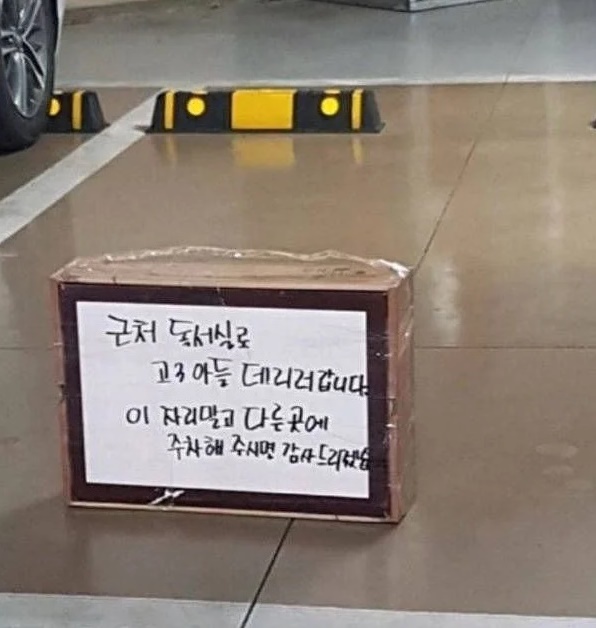 근처 독서실로
고3 아들 데리러갑니다
이 자리말고 다른곳에
주차해 주시면 감사드리겠습